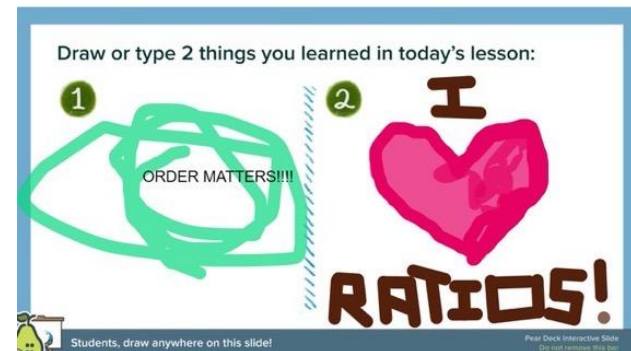 Draw or type 2 things you learned in today's lesson:
1
ORDER MATTERS!!!!
2
I
RATIOS!
Students, draw anywhere on this slide!
Pear Deck Interactive Slide
Do not remove this bar